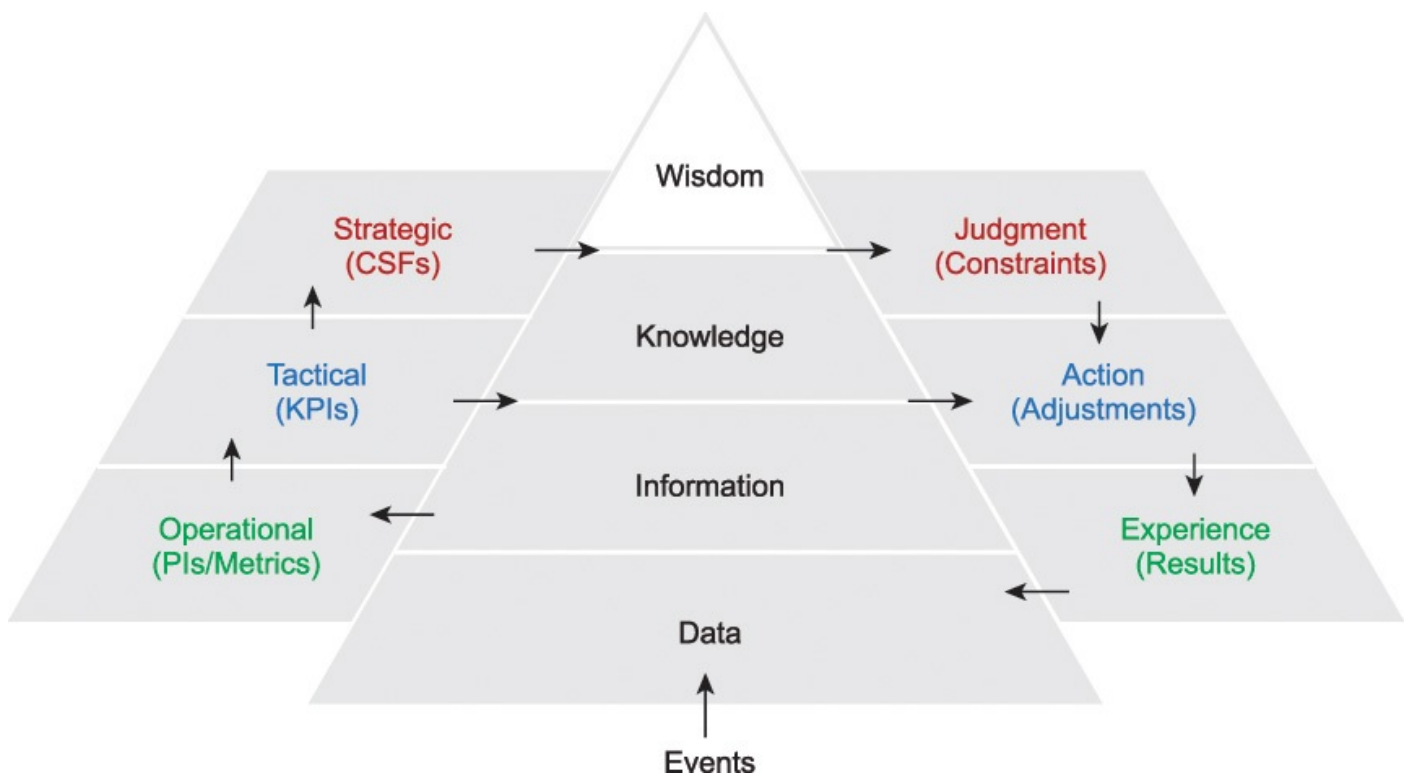 Wisdom
Strategic
(CSFs)
Judgment
(Constraints)
Knowledge
Tactical
(KPIs)
Action
(Adjustments)
Information
Operational
(PIs/Metrics)
Experience
(Results)
Data
Events